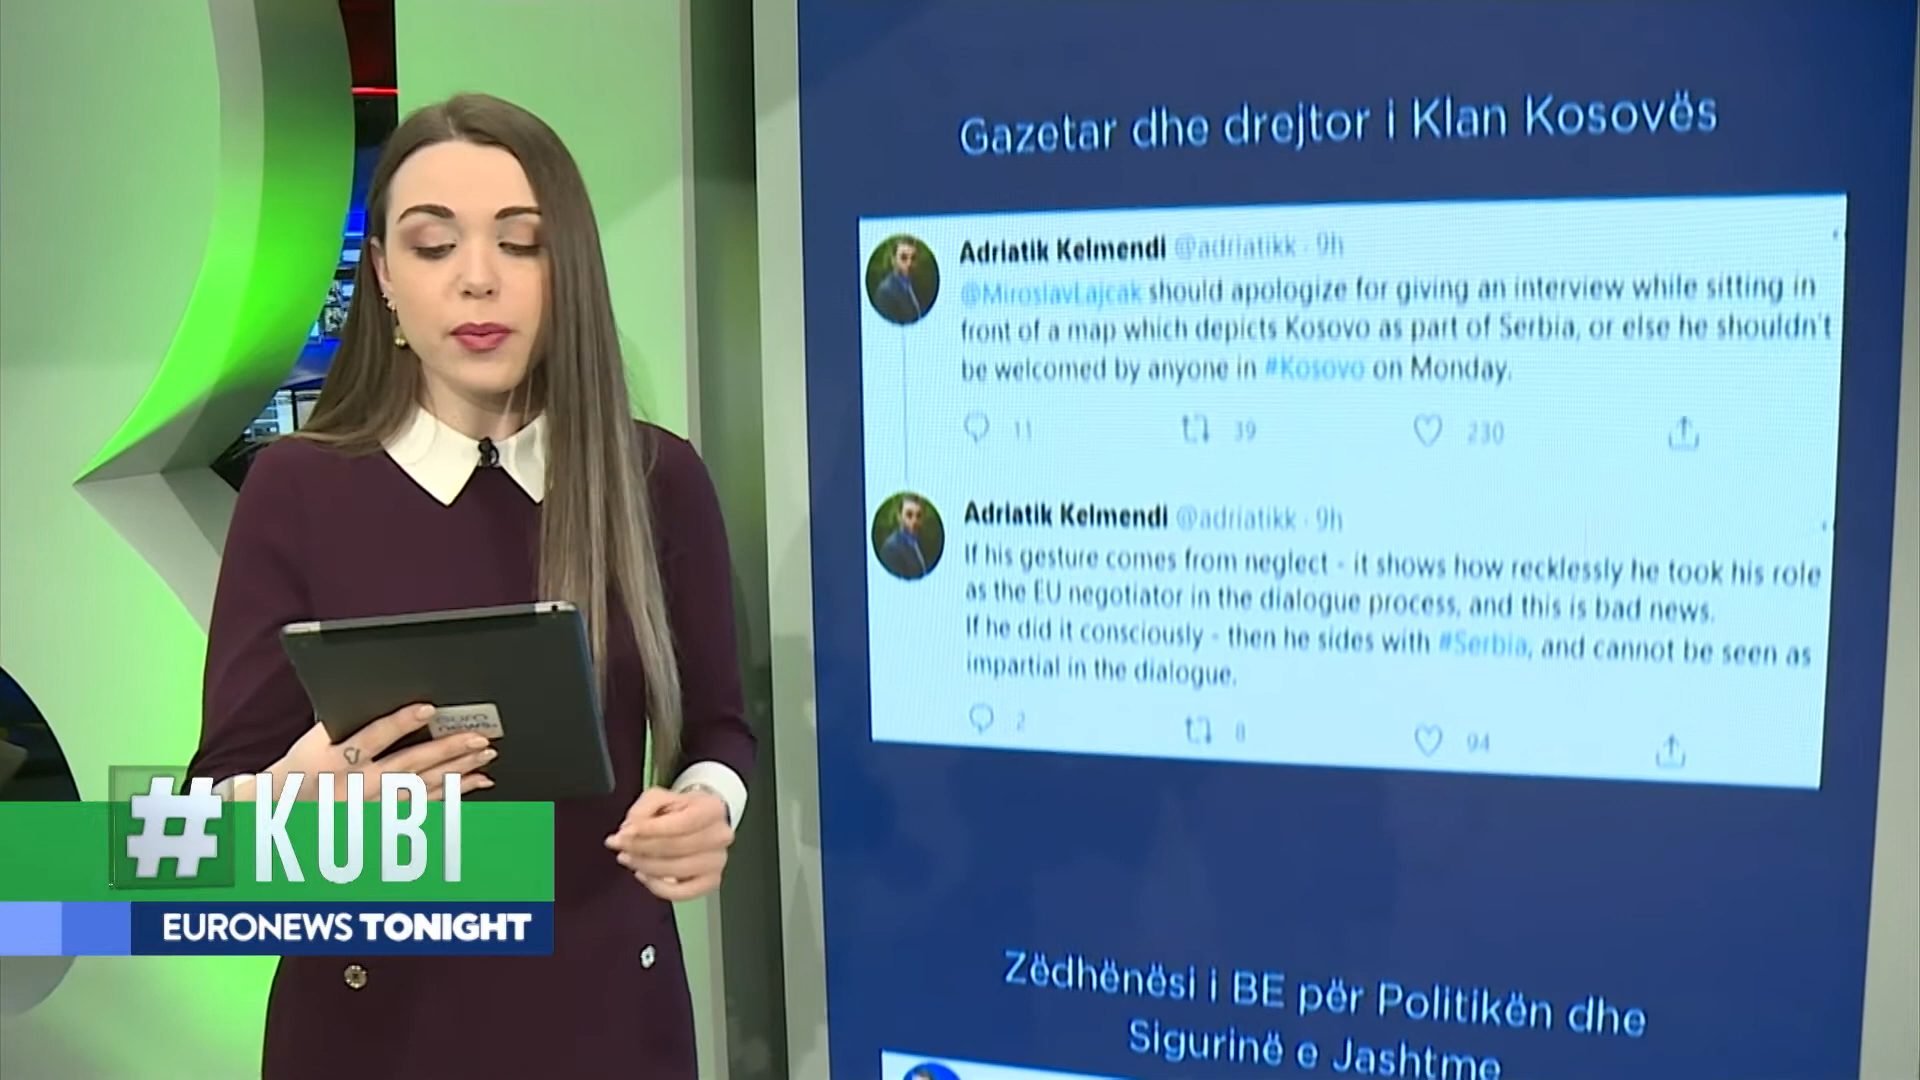 Gazetar dhe drejtor i Klan Kosovës
Adriatik Kelmendi @adriatikk · 9h
@MiroslavLajcak should apologize for giving an interview while sitting in
front of a map which depicts Kosovo as part of Serbia, or else he shouldn't
be welcomed by anyone in #Kosovo on Monday.
11 39 230
Adriatik Kelmendi @adriatikk · 9h
If his gesture comes from neglect - it shows how recklessly he took his role
as the EU negotiator in the dialogue process, and this is bad news.
If he did it consciously - then he sides with #Serbia, and cannot be seen as
impartial in the dialogue.
2 8 94
Zëdhënësi i BE për Politikën dhe
Sigurinë e Jashtme
euro
news.
#KUBI
EURONEWS TONIGHT